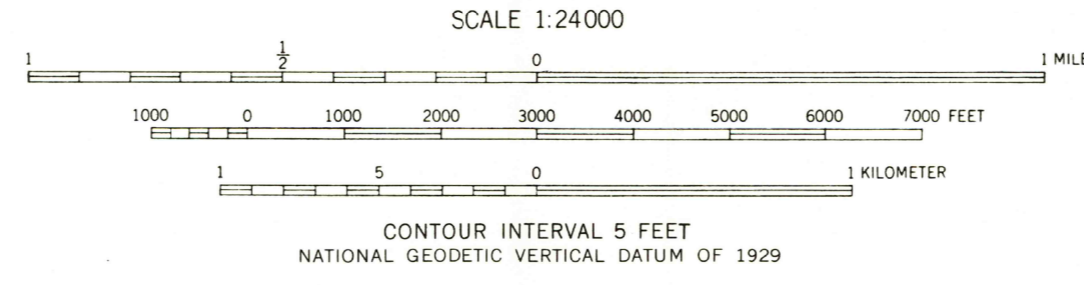 SCALE 1:24000
1 ½ 0 1 MILE
1000 0 1000 2000 3000 4000 5000 6000 7000 FEET
1 5 0 1 KILOMETER
CONTOUR INTERVAL 5 FEET
NATIONAL GEODETIC VERTICAL DATUM OF 1929